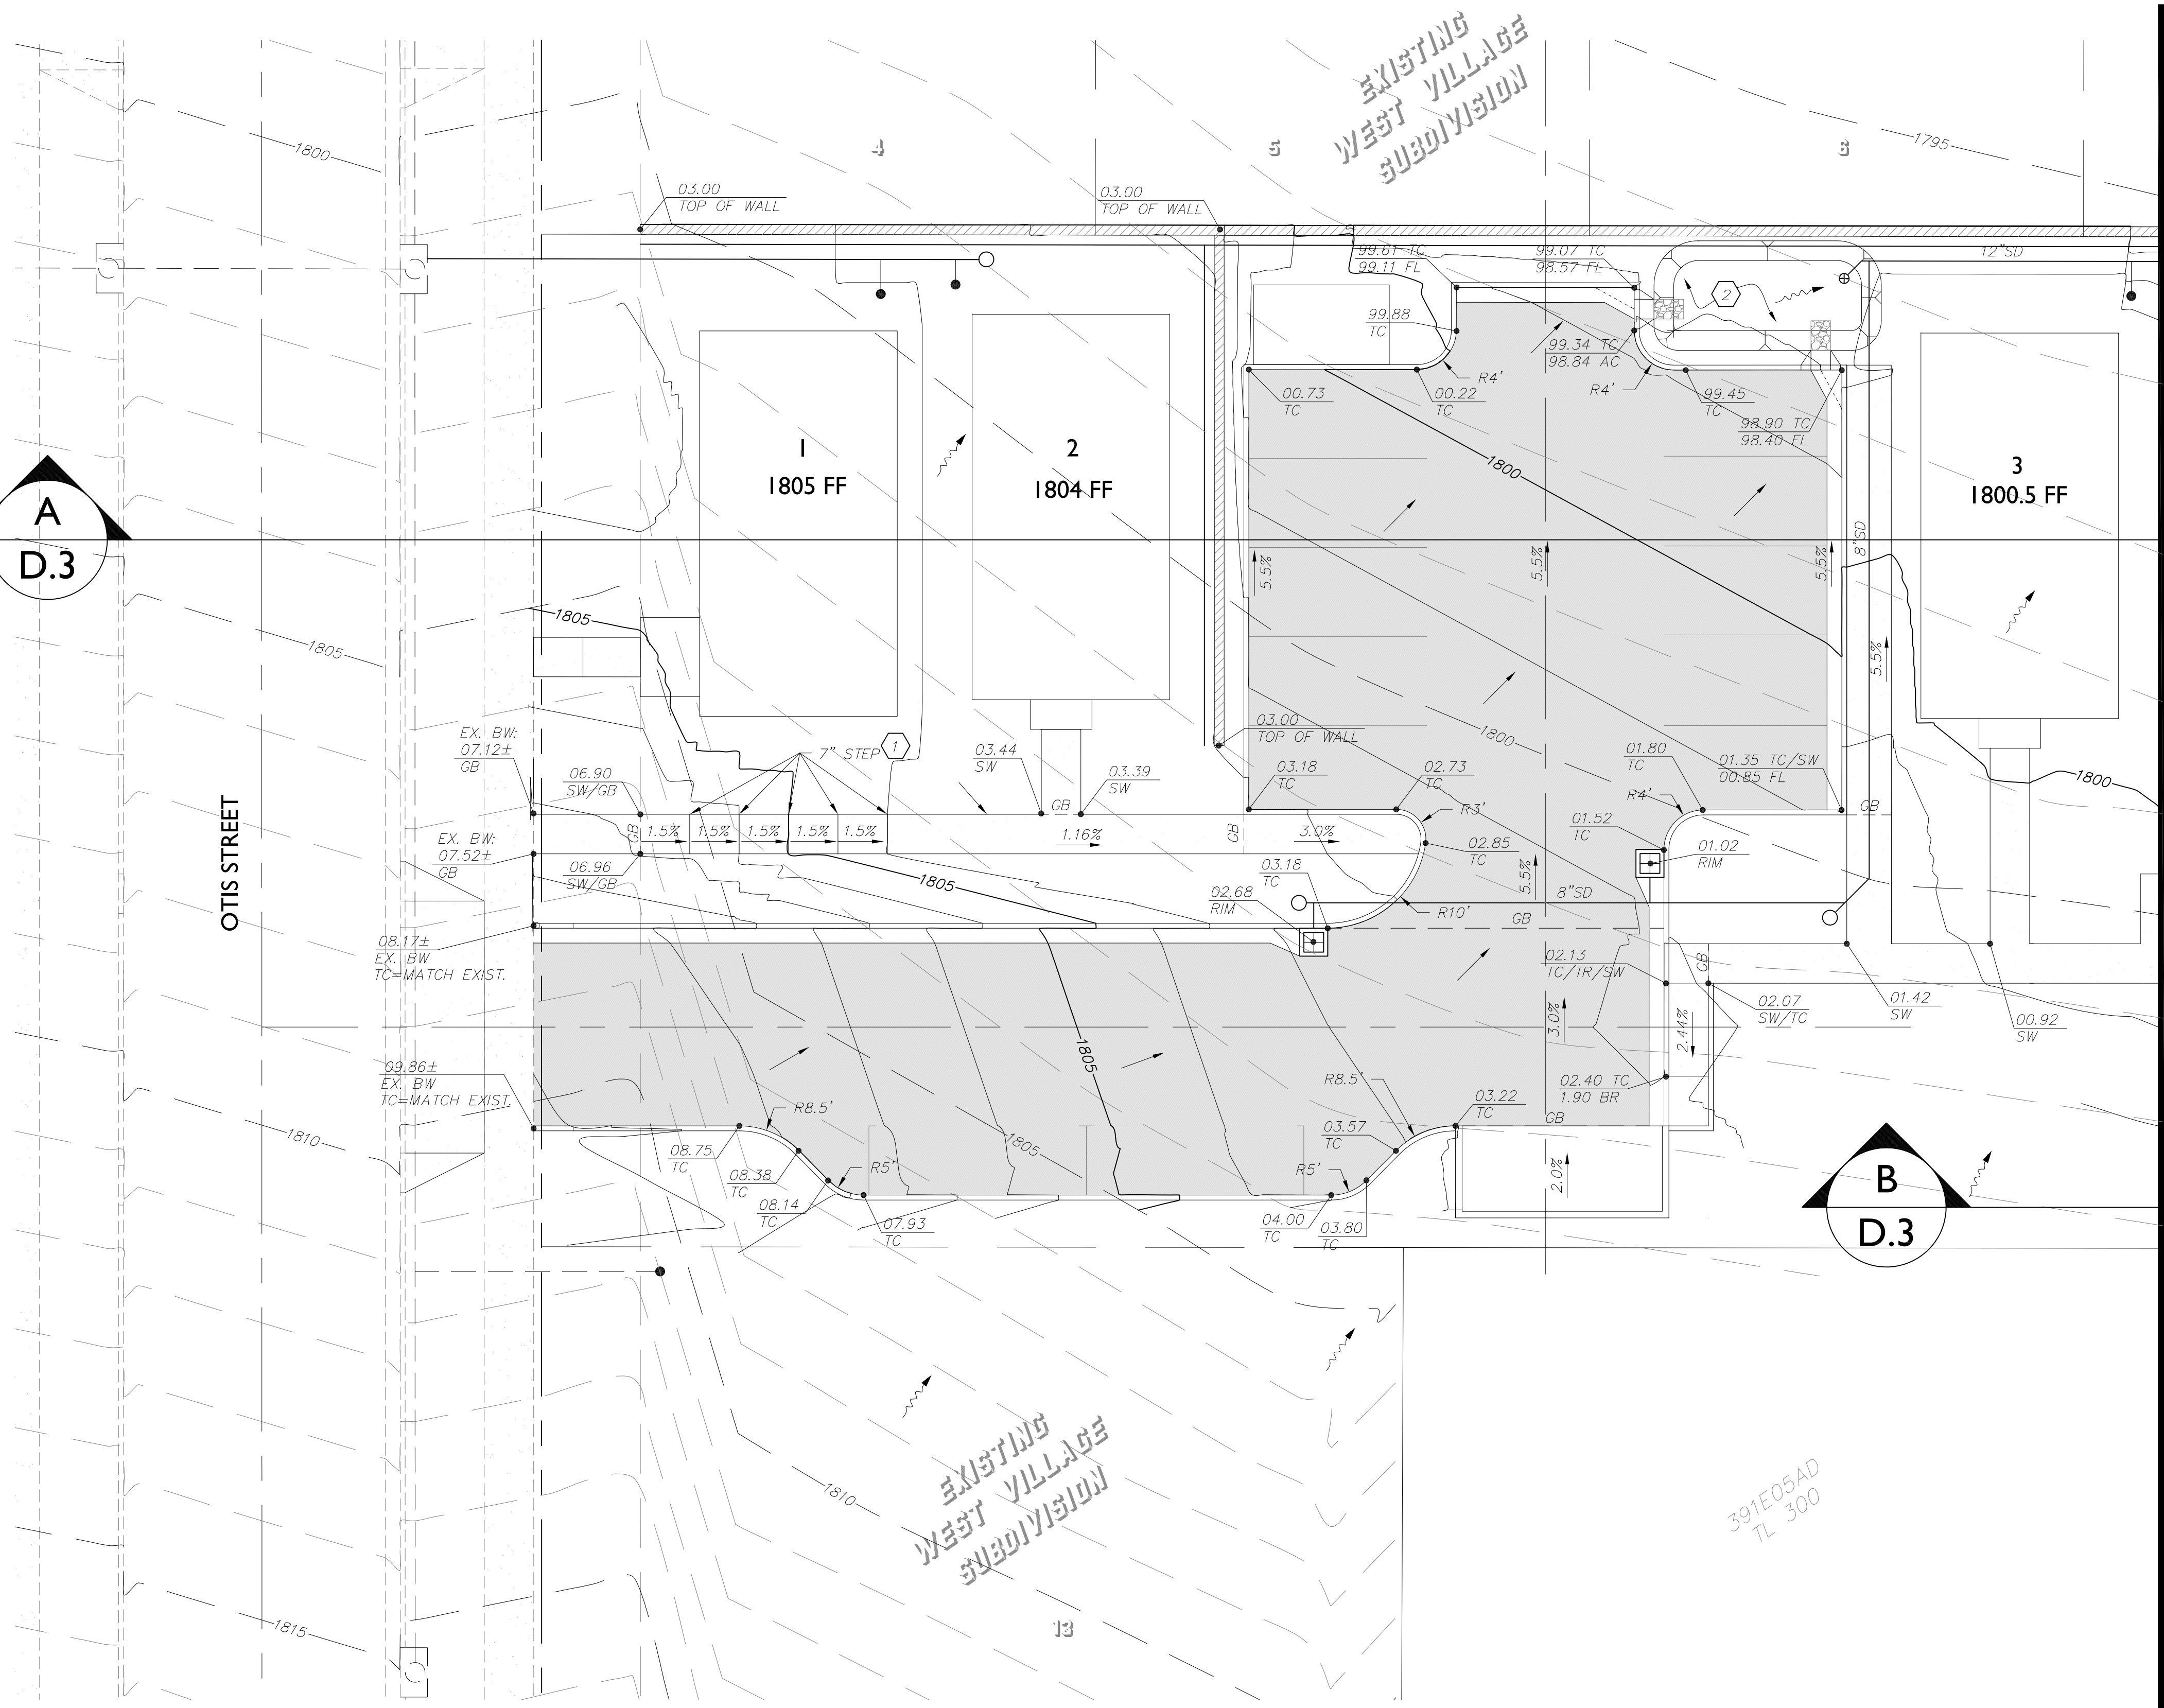 EXISTING
WEST VILLAGE
SUBDIVISION
4
5
6
1800
1795
03.00
TOP OF WALL
03.00
TOP OF WALL
99.61 TC
99.11 FL
99.07 TC
98.57 FL
12"SD
2
99.88
TC
99.34 TC
98.84 AC
R4'
R4'
00.73
TC
00.22
TC
99.45
TC
98.90 TC
98.40 FL
1
1805 FF
2
1804 FF
3
1800.5 FF
1800
A
D.3
5.5%
5.5%
5.5%
8"SD
5.5%
1805
1805
EX. BW:
07.12±
GB
06.90
SW/GB
7" STEP
1
03.44
SW
03.39
SW
03.00
TOP OF WALL
1800
03.18
TC
02.73
TC
01.80
TC
01.35 TC/SW
00.85 FL
1800
R4'
R3'
GB
GB
GB
1.5%
1.5%
1.5%
1.5%
1.5%
1.16%
GB
3.0%
01.52
TC
01.02
RIM
OTIS STREET
EX. BW:
07.52±
GB
06.96
SW/GB
1805
03.18
TC
02.85
TC
02.68
RIM
5.5%
8"SD
R10'
GB
08.17±
EX. BW
TC=MATCH EXIST.
02.13
TC/TR/SW
GB
02.07
SW/TC
01.42
SW
00.92
SW
3.0%
2.44%
1805
09.86±
EX. BW
TC=MATCH EXIST.
R8.5'
R8.5'
03.22
TC
02.40 TC
1.90 BR
GB
1810
08.75
TC
08.38
TC
08.14
TC
R5'
07.93
TC
1805
03.57
TC
R5'
04.00
TC
03.80
TC
2.0%
B
D.3
EXISTING
WEST VILLAGE
SUBDIVISION
1810
391E05AD
TL 300
1815
13